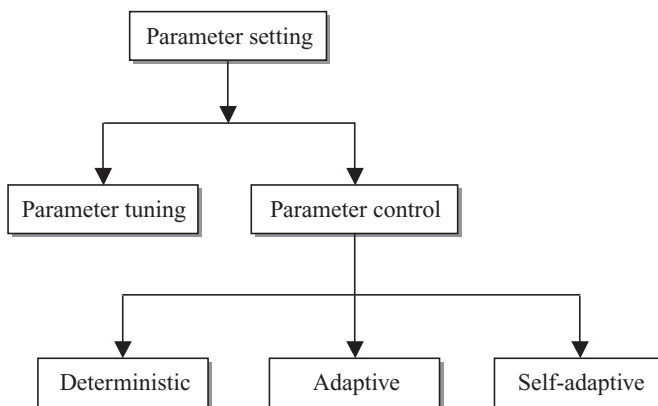 Parameter setting
Parameter tuning
Parameter control
Deterministic
Adaptive
Self-adaptive